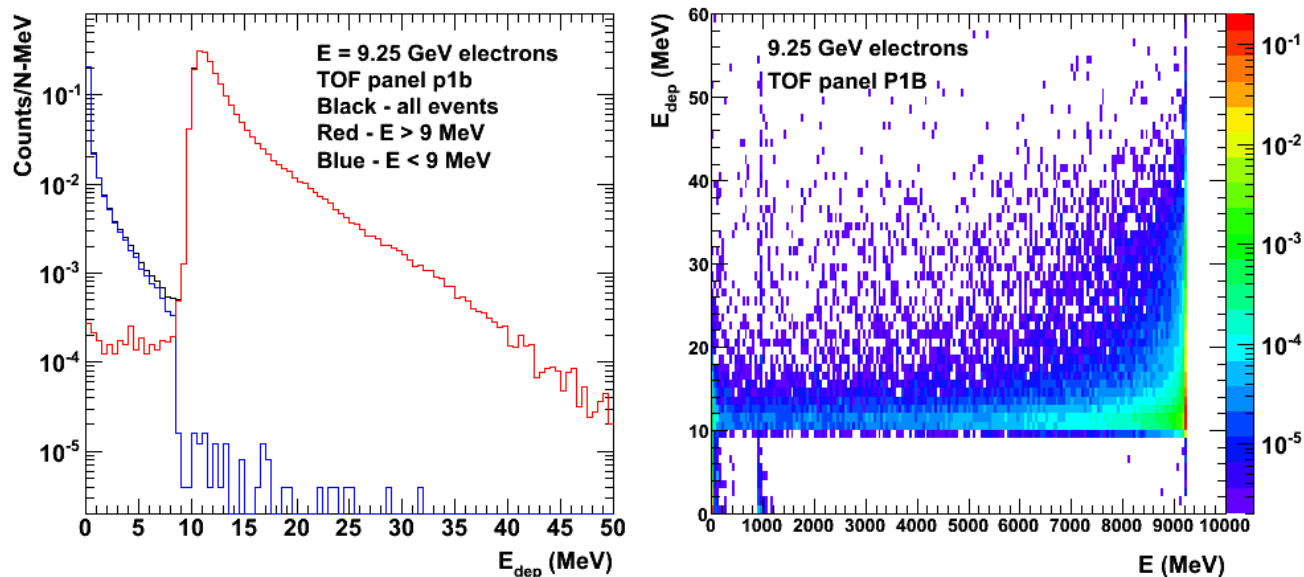 Counts/N-MeV
10⁻¹
10⁻²
10⁻³
10⁻⁴
10⁻⁵
E = 9.25 GeV electrons
TOF panel p1b
Black - all events
Red - E > 9 MeV
Blue - E < 9 MeV
0 5 10 15 20 25 30 35 40 45 50
E_dep (MeV)
E_dep (MeV)
60
50
40
30
20
10
0
9.25 GeV electrons
TOF panel P1B
0 1000 2000 3000 4000 5000 6000 7000 8000 9000 10000
E (MeV)
10⁻¹
10⁻²
10⁻³
10⁻⁴
10⁻⁵